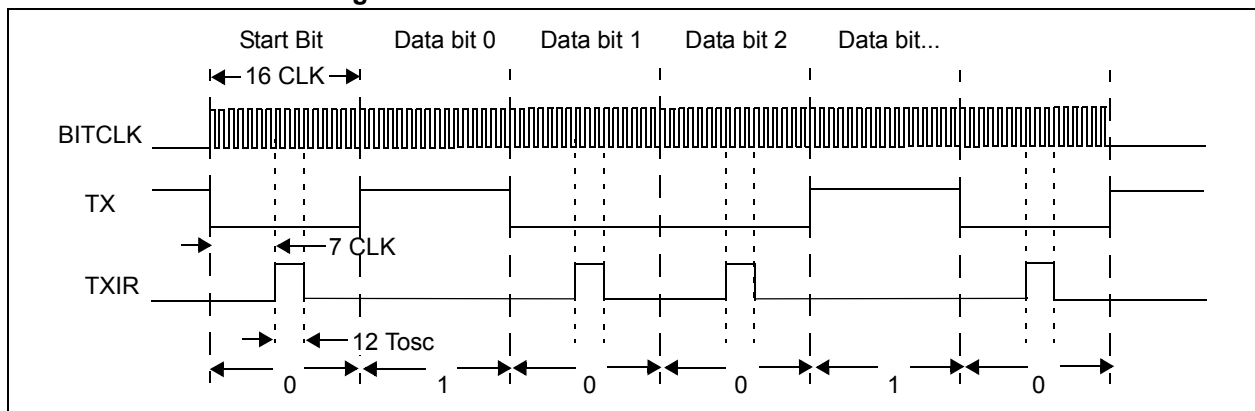 Start Bit Data bit 0 Data bit 1 Data bit 2 Data bit...
16 CLK
BITCLK
TX
7 CLK
TXIR
12 Tosc
0 1 0 0 1 0